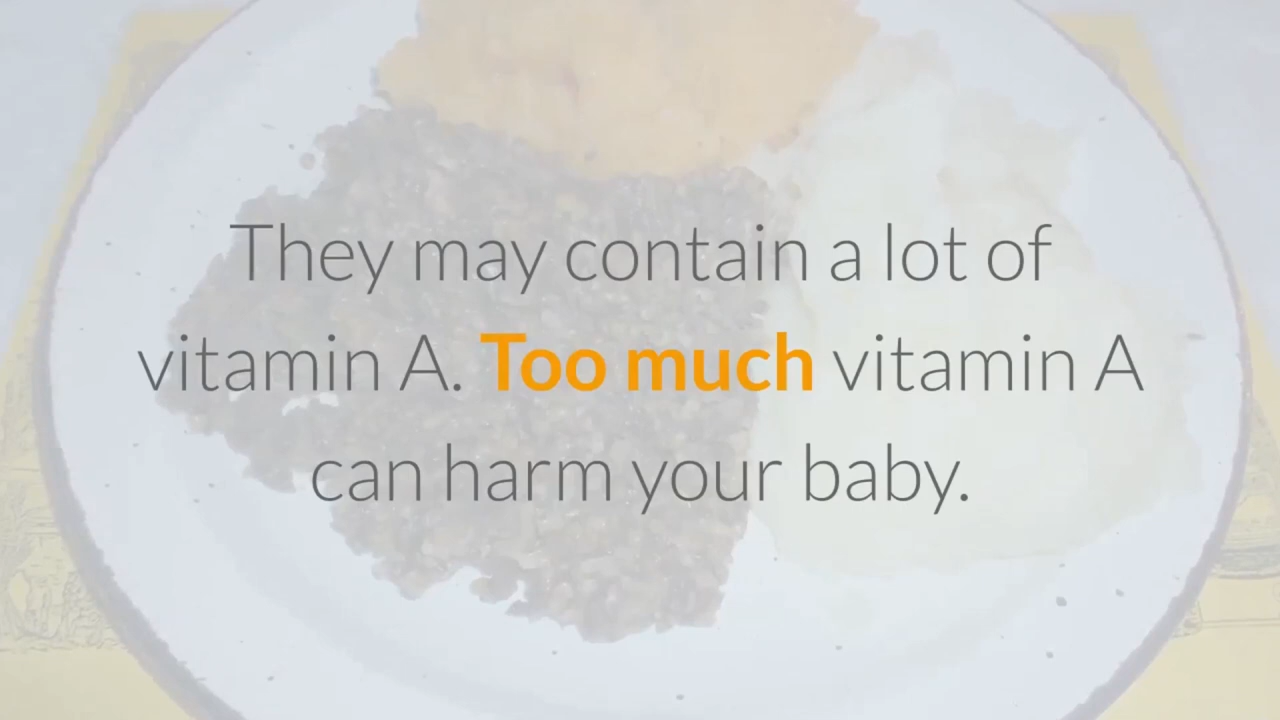 They may contain a lot of
vitamin A. Too much vitamin A
can harm your baby.